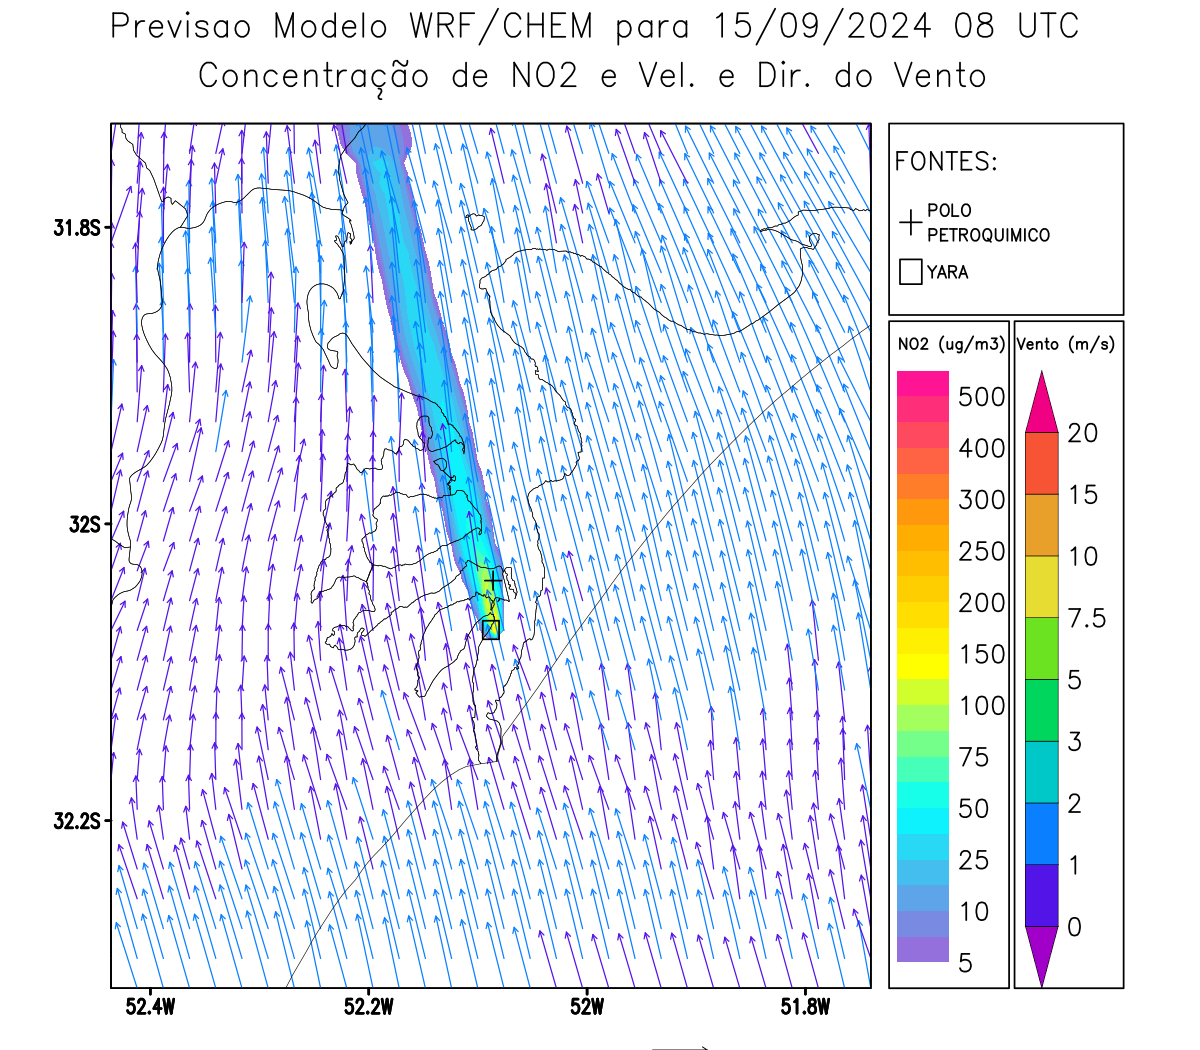 Previsao Modelo WRF/CHEM para 15/09/2024 08 UTC
Concentração de NO2 e Vel. e Dir. do Vento
FONTES:
POLO
PETROQUIMICO
YARA
31.8S
32S
32.2S
52.4W
52.2W
52W
51.8W
NO2 (ug/m3)
500
400
300
250
200
150
100
75
50
25
10
5
Vento (m/s)
20
15
10
7.5
5
3
2
1
0